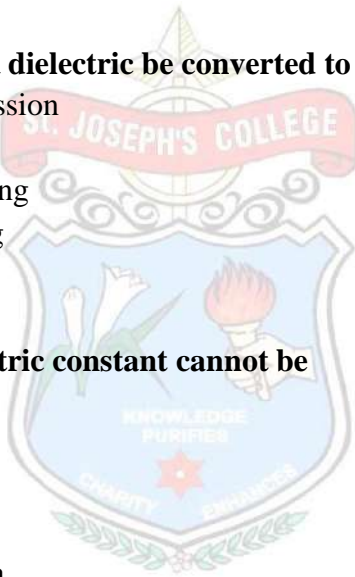 dielectric be converted to
ssion
St. JOSEPH'S COLLEGE
ng
g
tric constant cannot be
KNOWLEDGE
PURIFIES
CHARITY ENHANCES